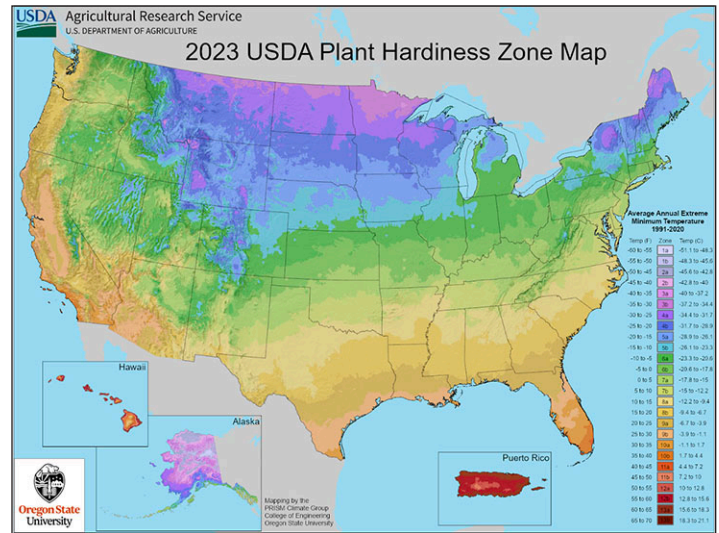 USDA
Agricultural Research Service
U.S. DEPARTMENT OF AGRICULTURE
2023 USDA Plant Hardiness Zone Map
Average Annual Extreme
Minimum Temperature
1991-2020
Temp (F) Zone Temp (C)
-60 to -55 1a -51.1 to -48.3
-55 to -50 1b -48.3 to -45.6
-50 to -45 2a -45.6 to -42.8
-45 to -40 2b -42.8 to -40
-40 to -35 3a -40 to -37.2
-35 to -30 3b -37.2 to -34.4
-30 to -25 4a -34.4 to -31.7
-25 to -20 4b -31.7 to -28.9
-20 to -15 5a -28.9 to -26.1
-15 to -10 5b -26.1 to -23.3
-10 to -5 6a -23.3 to -20.6
-5 to 0 6b -20.6 to -17.8
0 to 5 7a -17.8 to -15
5 to 10 7b -15 to -12.2
10 to 15 8a -12.2 to -9.4
15 to 20 8b -9.4 to -6.7
20 to 25 9a -6.7 to -3.9
25 to 30 9b -3.9 to -1.1
30 to 35 10a -1.1 to 1.7
35 to 40 10b 1.7 to 4.4
40 to 45 11a 4.4 to 7.2
45 to 50 11b 7.2 to 10
50 to 55 12a 10 to 12.8
55 to 60 12b 12.8 to 15.6
60 to 65 13a 15.6 to 18.3
65 to 70 13b 18.3 to 21.1
Hawaii
Alaska
Puerto Rico
Mapping by the
PRISM Climate Group
College of Engineering
Oregon State University
Oregon State
University